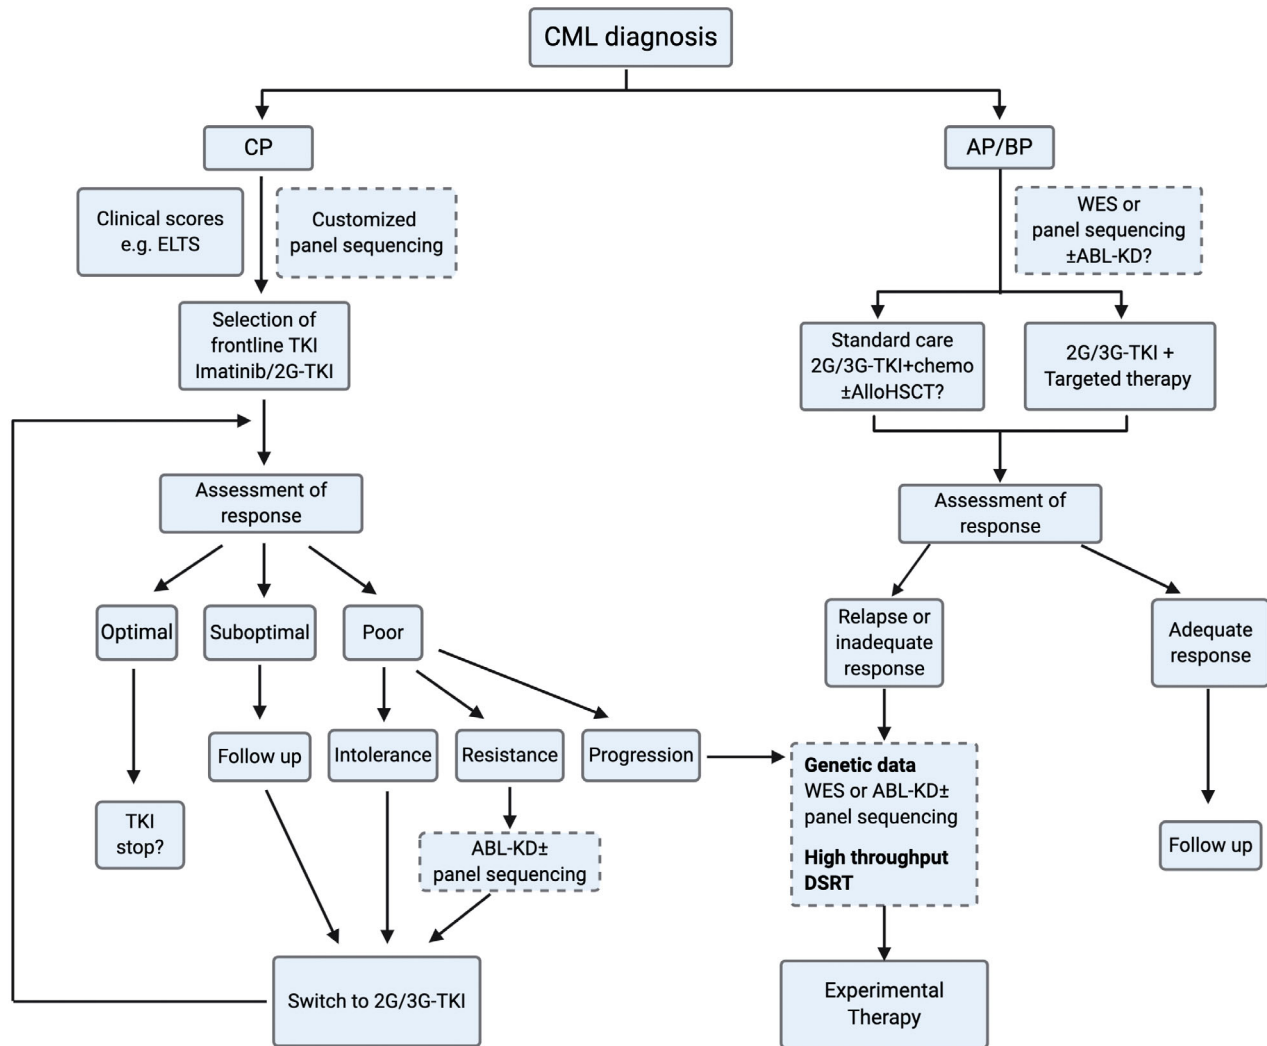 CML diagnosis
CP
AP/BP
Clinical scores
e.g. ELTS
Customized
panel sequencing
WES or
panel sequencing
±ABL-KD?
Selection of
frontline TKI
Imatinib/2G-TKI
Standard care
2G/3G-TKI+chemo
±AlloHSCT?
2G/3G-TKI +
Targeted therapy
Assessment of
response
Assessment of
response
Optimal
Suboptimal
Poor
Relapse or
inadequate
response
Adequate
response
Follow up
Intolerance
Resistance
Progression
Genetic data
WES or ABL-KD±
panel sequencing
High throughput
DSRT
TKI
stop?
ABL-KD±
panel sequencing
Follow up
Switch to 2G/3G-TKI
Experimental
Therapy